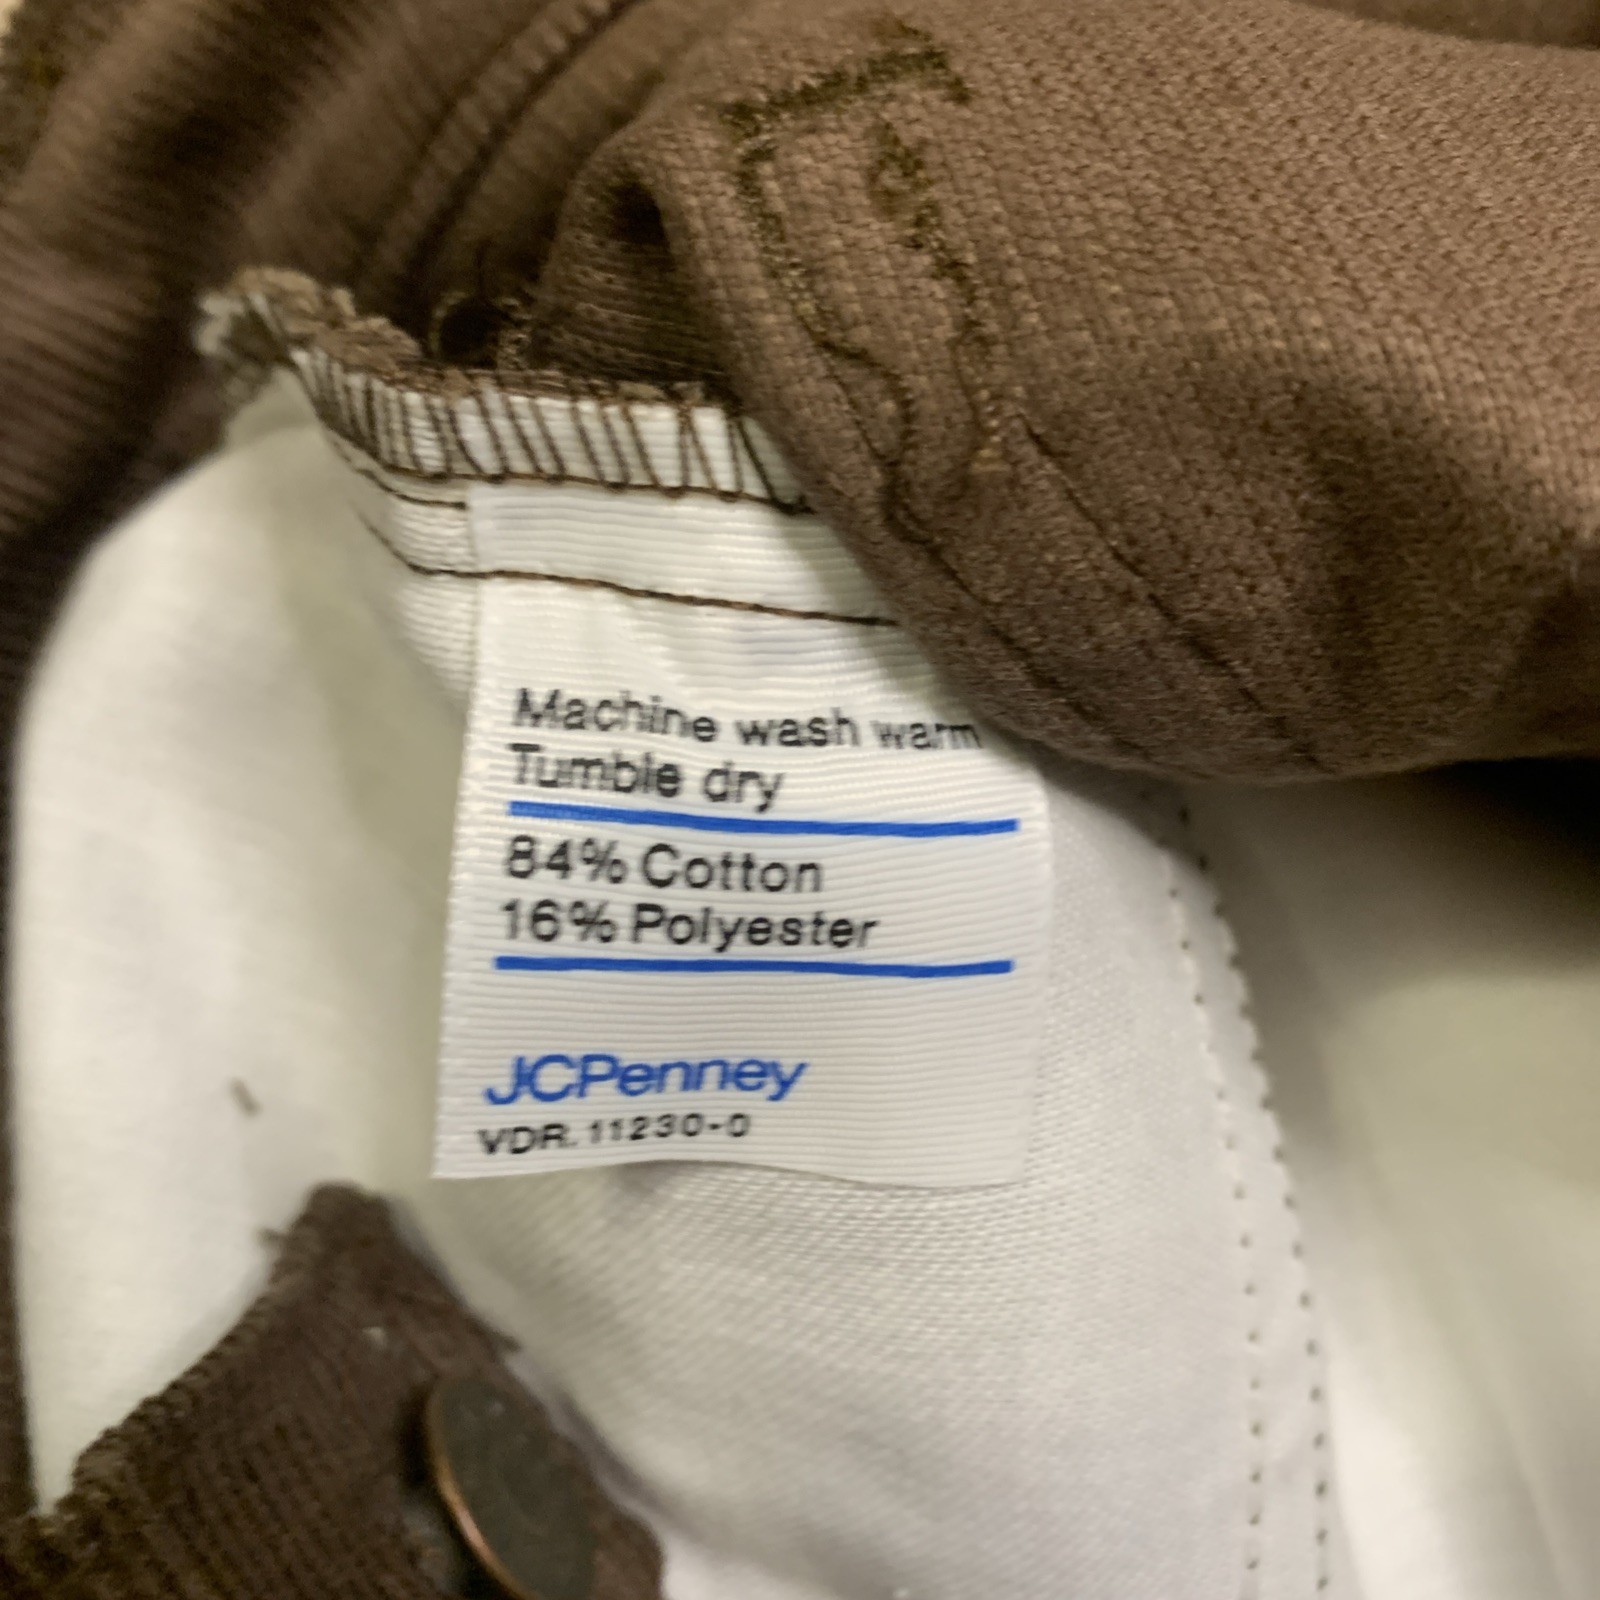 Machine wash warm
Tumble dry
84% Cotton
16% Polyester
JCPenney
VDR. 11230-0